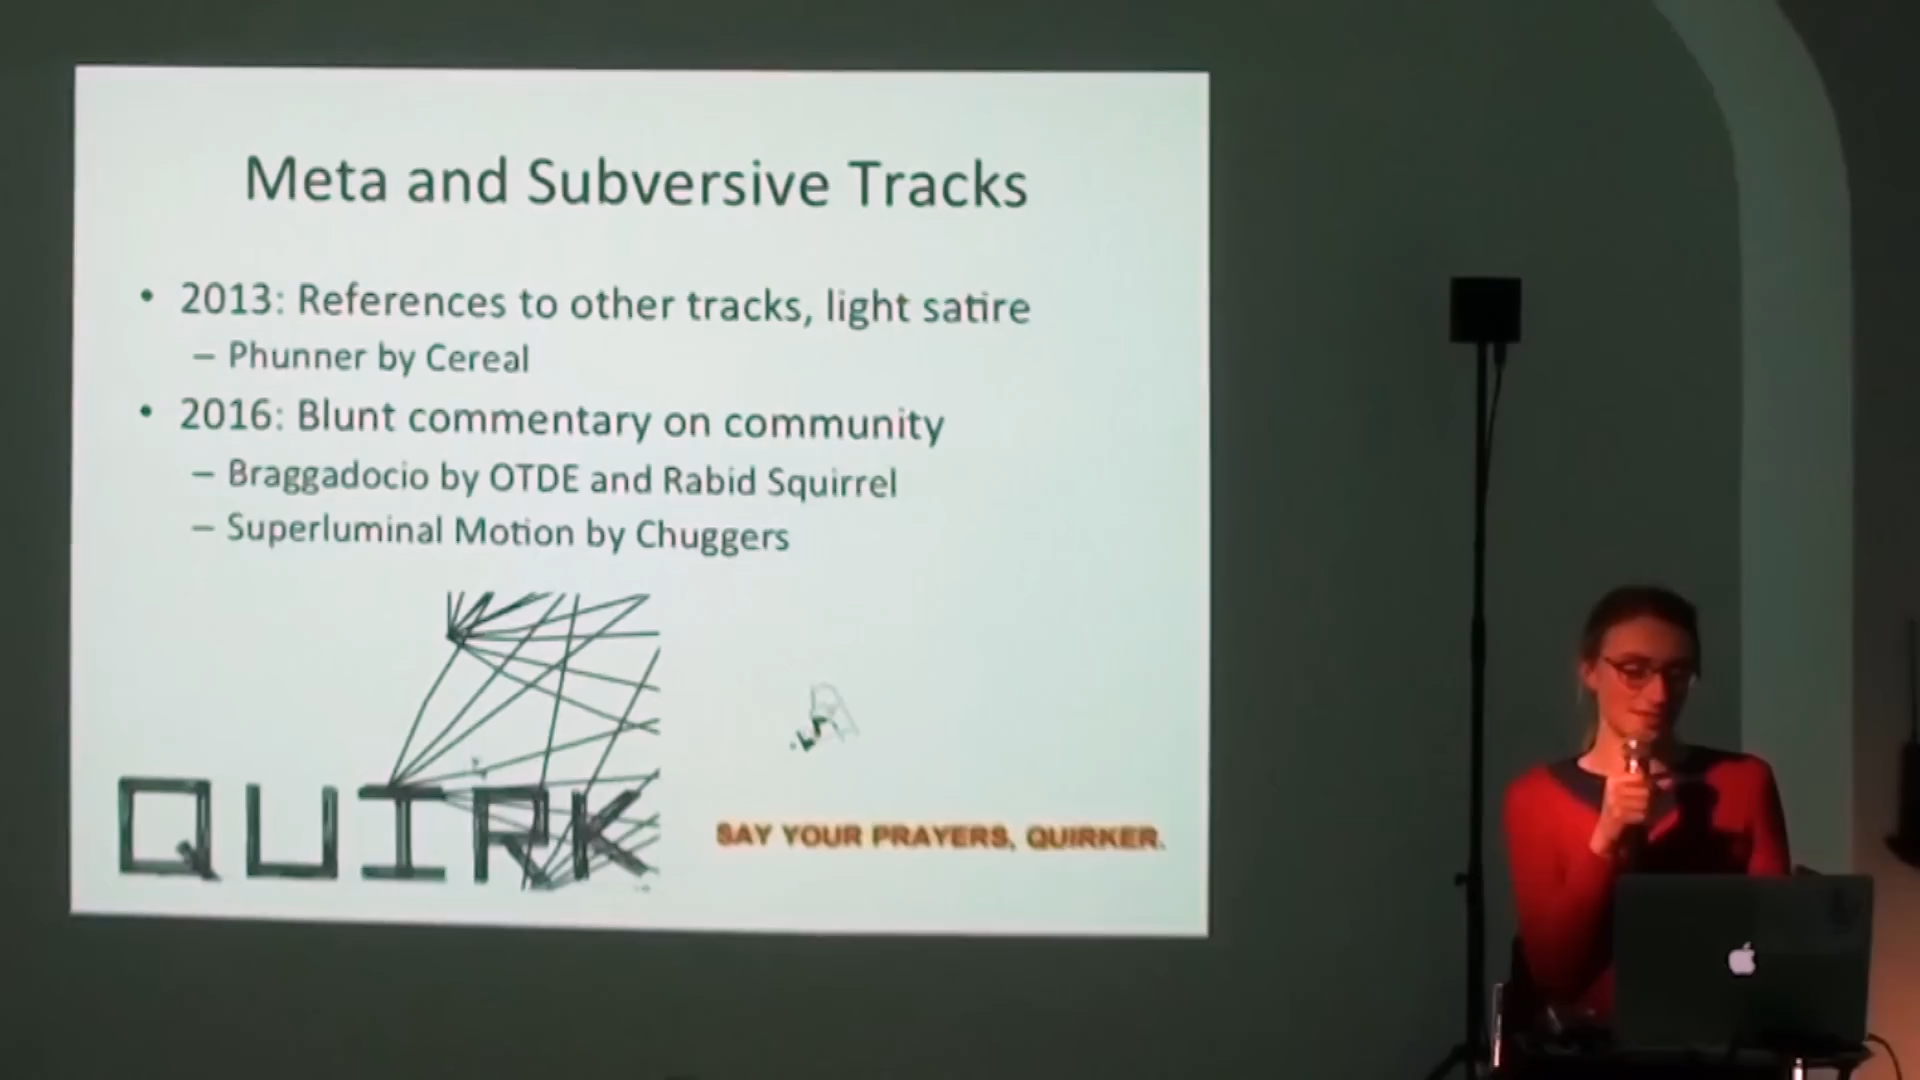 Meta and Subversive Tracks
• 2013: References to other tracks, light satire
– Phunner by Cereal
• 2016: Blunt commentary on community
– Braggadocio by OTDE and Rabid Squirrel
– Superluminal Motion by Chuggers
QUIRK
SAY YOUR PRAYERS, QUIRKER.